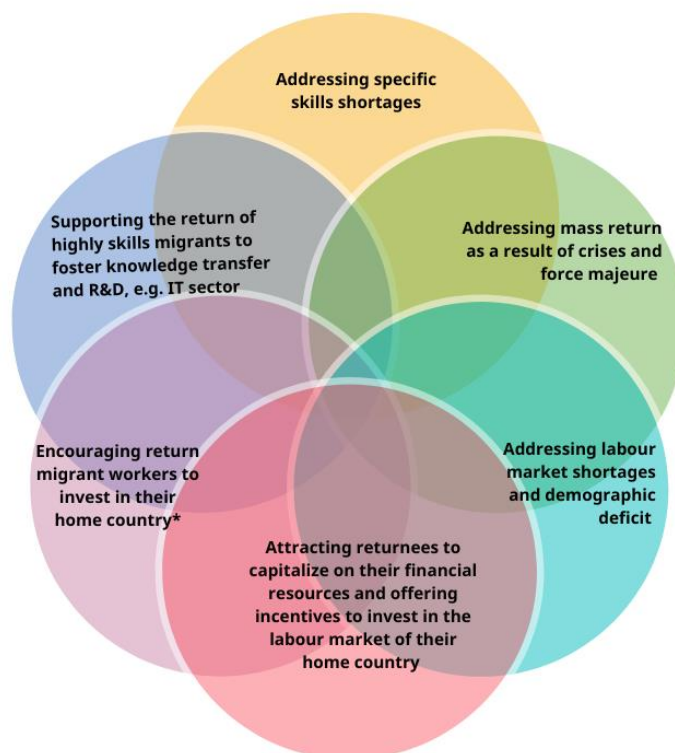 Addressing specific
skills shortages
Supporting the return of
highly skills migrants to
foster knowledge transfer
and R&D, e.g. IT sector
Addressing mass return
as a result of crises and
force majeure
Encouraging return
migrant workers to
invest in their
home country*
Addressing labour
market shortages
and demographic
deficit
Attracting returnees to
capitalize on their financial
resources and offering
incentives to invest in the
labour market of their
home country